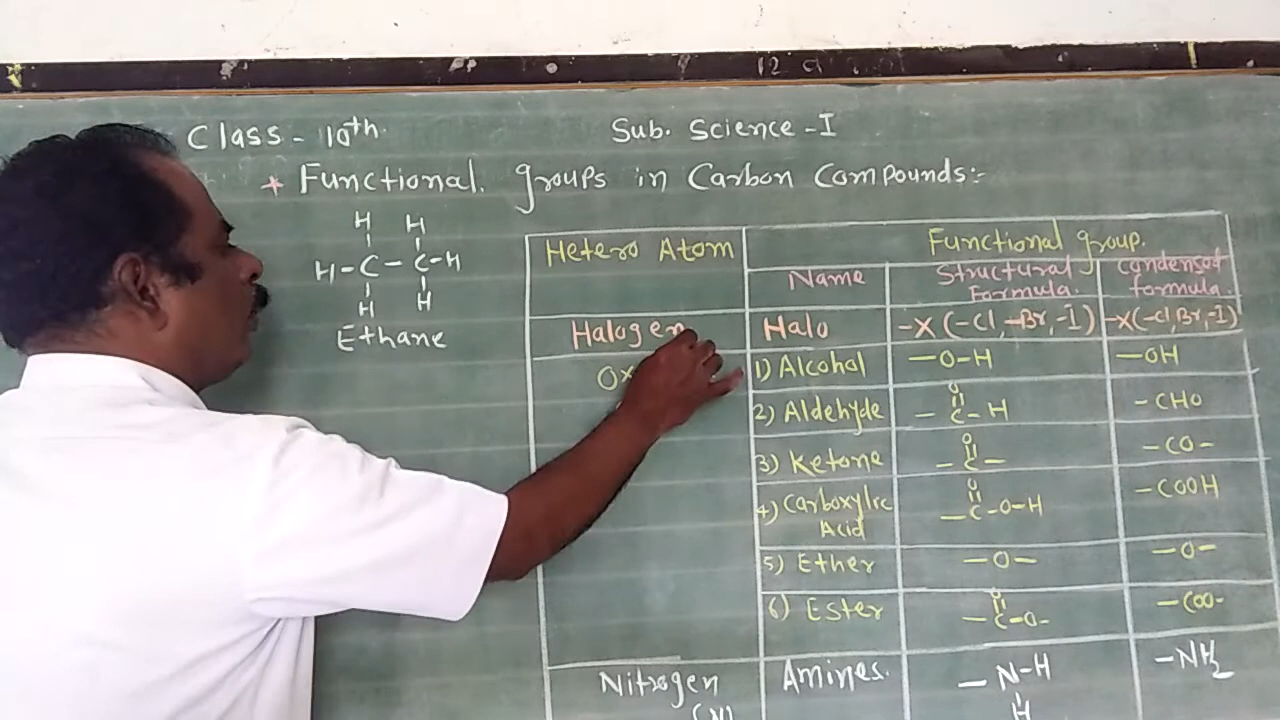 12 a
Class - 10th.
Sub. Science - I
* Functional groups in Carbon Compounds:-
H H
H-C-C-H
H H
Ethane
Hetero Atom
Functional group.
Name
Structural Formula.
Condensed formula.
Halogen
Halo
-X (-Cl, -Br, -I)
-X (-Cl, Br, -I)
1) Alcohol
-O-H
-OH
2) Aldehyde
O
-C-H
-CHO
3) Ketone
O
-C-
-CO-
4) Carboxylic Acid
O
-C-O-H
-COOH
5) Ether
-O-
-O-
6) Ester
O
-C-O-
-COO-
Nitrogen
(N)
Amines.
-N-H
H
-NH2